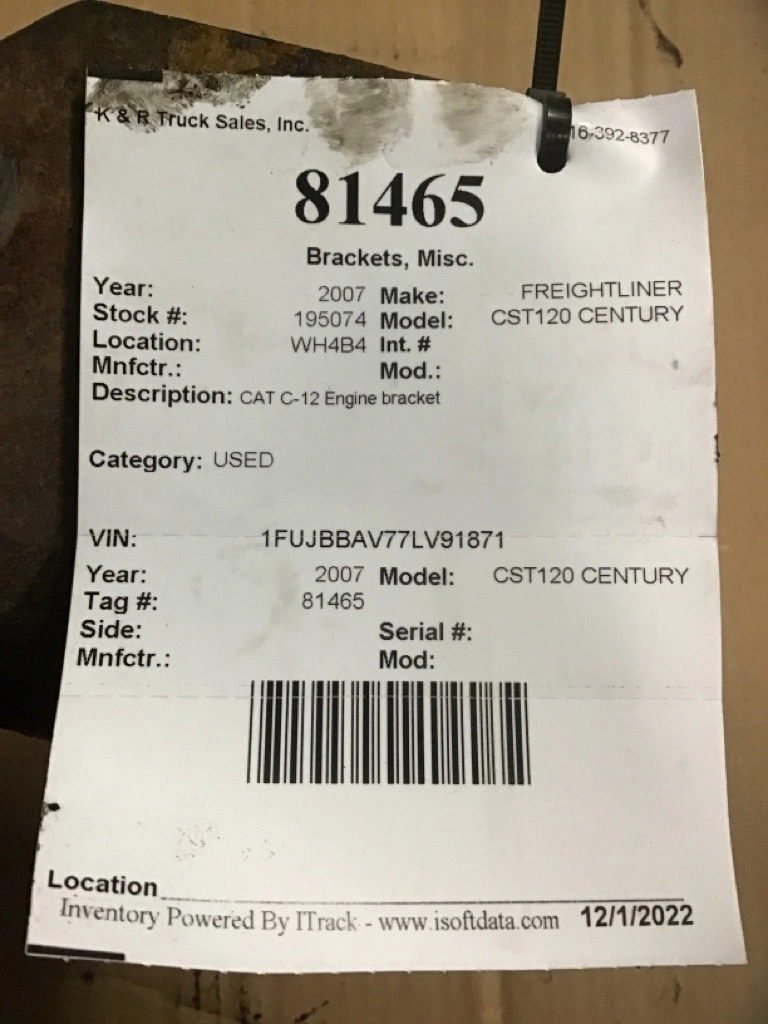 K & R Truck Sales, Inc. 16-392-8377
81465
Brackets, Misc.
Year: 2007 Make: FREIGHTLINER
Stock #: 195074 Model: CST120 CENTURY
Location: WH4B4 Int. #
Mnfctr.: Mod.:
Description: CAT C-12 Engine bracket
Category: USED
VIN: 1FUJBBAV77LV91871
Year: 2007 Model: CST120 CENTURY
Tag #: 81465
Side: Serial #:
Mnfctr.: Mod:
Location
Inventory Powered By ITrack - www.isoftdata.com 12/1/2022